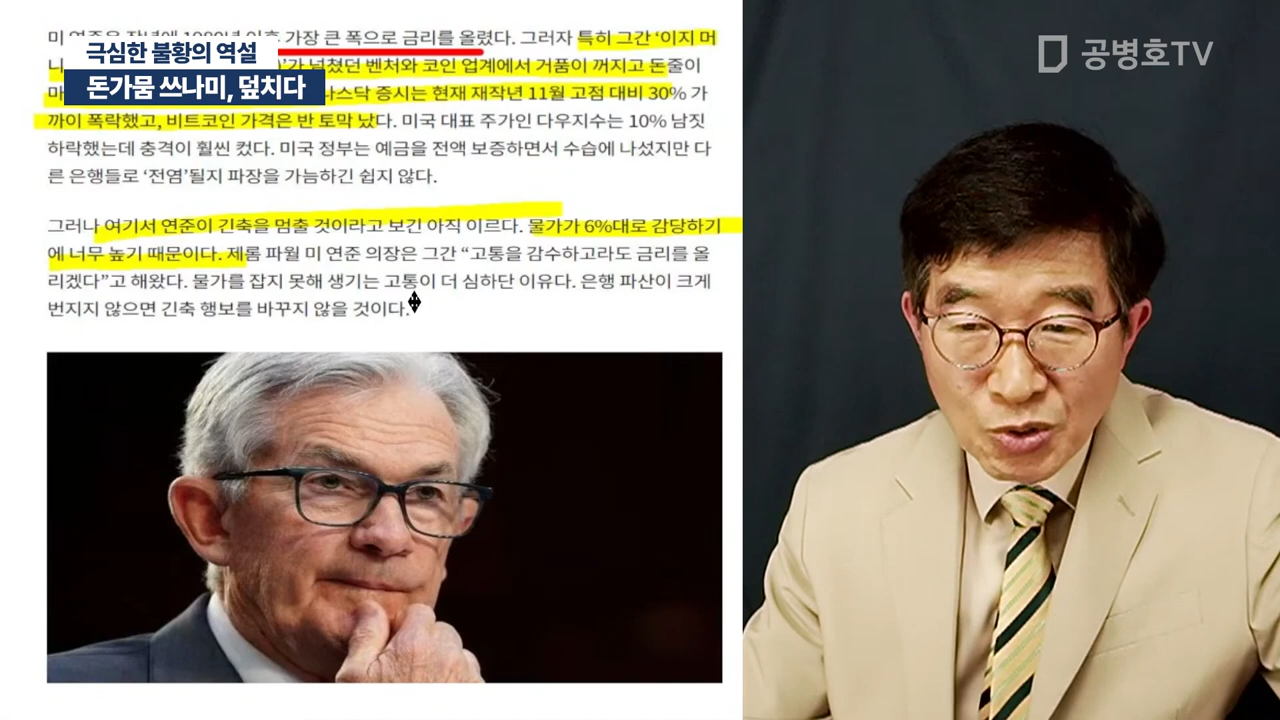 극심한 불황의 역설
돈가뭄 쓰나미, 덮치다
공병호TV
가장 큰 폭으로 금리를 올렸다. 그러자 특히 그간 ‘이지 머
넘쳤던 벤처와 코인 업계에서 거품이 꺼지고 돈줄이
나스닥 증시는 현재 재작년 11월 고점 대비 30% 가
까이 폭락했고, 비트코인 가격은 반 토막 났다. 미국 대표 주가인 다우지수는 10% 남짓
하락했는데 충격이 훨씬 컸다. 미국 정부는 예금을 전액 보증하면서 수습에 나섰지만 다
른 은행들로 ‘전염’될지 파장을 가늠하긴 쉽지 않다.
그러나 여기서 연준이 긴축을 멈출 것이라고 보긴 아직 이르다. 물가가 6%대로 감당하기
에 너무 높기 때문이다. 제롬 파월 미 연준 의장은 그간 “고통을 감수하고라도 금리를 올
리겠다”고 해왔다. 물가를 잡지 못해 생기는 고통이 더 심하단 이유다. 은행 파산이 크게
번지지 않으면 긴축 행보를 바꾸지 않을 것이다.